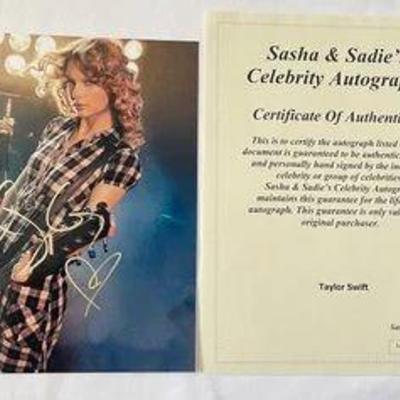 Sasha & Sadie's
Celebrity Autograp
Certificate Of Authenti
This is to certify the autograph listed
document is guaranteed to be authentic
and personally hand signed by the in
celebrity or group of celebrities
Sasha & Sadie's Celebrity Autog
maintains this guarantee for the life
autograph. This guarantee is only va
original purchaser.
Taylor Swift